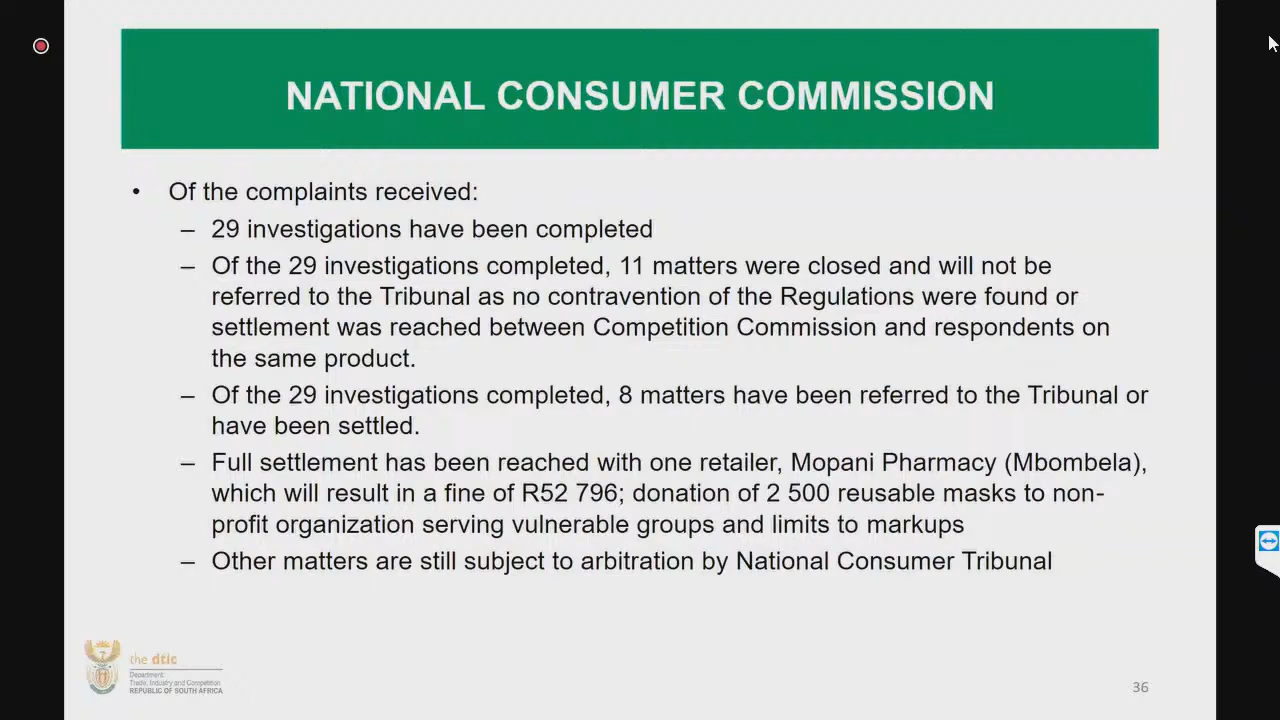 NATIONAL CONSUMER COMMISSION
• Of the complaints received:
– 29 investigations have been completed
– Of the 29 investigations completed, 11 matters were closed and will not be
referred to the Tribunal as no contravention of the Regulations were found or
settlement was reached between Competition Commission and respondents on
the same product.
– Of the 29 investigations completed, 8 matters have been referred to the Tribunal or
have been settled.
– Full settlement has been reached with one retailer, Mopani Pharmacy (Mbombela),
which will result in a fine of R52 796; donation of 2 500 reusable masks to non-
profit organization serving vulnerable groups and limits to markups
– Other matters are still subject to arbitration by National Consumer Tribunal
the dtic
Department:
Trade, Industry and Competition
REPUBLIC OF SOUTH AFRICA
36